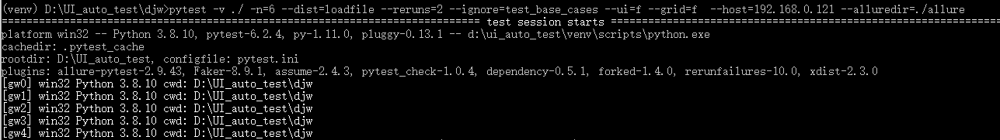 (venv) D:\UI_auto_test\djw>pytest -v ./ -n=6 --dist=loadfile --reruns=2 --ignore=test_base_cases --ui=f --grid=f  --host=192.168.0.121 --alluredir=./allure
============================================================================= test session starts =============================================================================
platform win32 -- Python 3.8.10, pytest-6.2.4, py-1.11.0, pluggy-0.13.1 -- d:\ui_auto_test\venv\scripts\python.exe
cachedir: .pytest_cache
rootdir: D:\UI_auto_test, configfile: pytest.ini
plugins: allure-pytest-2.9.43, Faker-8.9.1, assume-2.4.3, pytest_check-1.0.4, dependency-0.5.1, forked-1.4.0, rerunfailures-10.0, xdist-2.3.0
[gw0] win32 Python 3.8.10 cwd: D:\UI_auto_test\djw
[gw1] win32 Python 3.8.10 cwd: D:\UI_auto_test\djw
[gw2] win32 Python 3.8.10 cwd: D:\UI_auto_test\djw
[gw3] win32 Python 3.8.10 cwd: D:\UI_auto_test\djw
[gw4] win32 Python 3.8.10 cwd: D:\UI_auto_test\djw